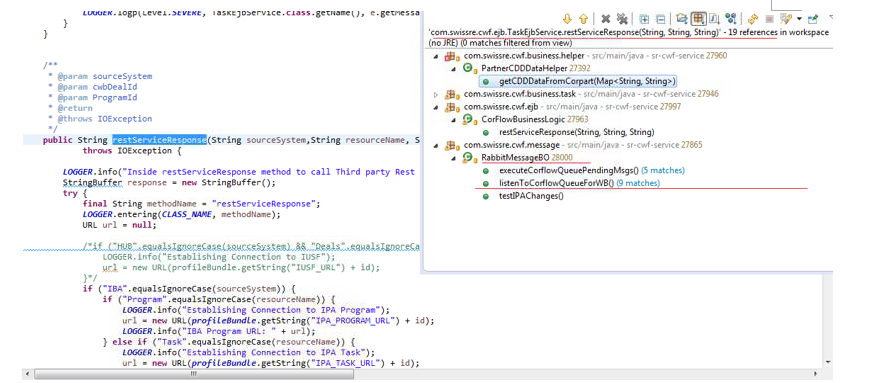 LOGGER.logp(Level.SEVERE, TaskEjbService.class.getName(), e.getMessa
}
}
/**
* @param sourceSystem
* @param cwbDealId
* @param ProgramId
* @return
* @throws IOException
*/
public String restServiceResponse(String sourceSystem,String resourceName, S
throws IOException {
LOGGER.info("Inside restServiceResponse method to call Third party Rest
StringBuffer response = new StringBuffer();
try {
final String methodName = "restServiceResponse";
LOGGER.entering(CLASS_NAME, methodName);
URL url = null;
/*if ("HUB".equalsIgnoreCase(sourceSystem) && "Deals".equalsIgnoreCa
LOGGER.info("Establishing Connection to IUSF");
url = new URL(profileBundle.getString("IUSF_URL") + id);
}*/
if ("IBA".equalsIgnoreCase(sourceSystem)) {
if ("Program".equalsIgnoreCase(resourceName)) {
LOGGER.info("Establishing Connection to IPA Program");
url = new URL(profileBundle.getString("IPA_PROGRAM_URL") + id);
LOGGER.info("IBA Program URL: " + url);
} else if ("Task".equalsIgnoreCase(resourceName)) {
LOGGER.info("Establishing Connection to IPA Task");
url = new URL(profileBundle.getString("IPA_TASK_URL") + id);
'com.swissre.cwf.ejb.TaskEjbService.restServiceResponse(String, String, String)' - 19 references in workspace
(no JRE) (0 matches filtered from view)
com.swissre.cwf.business.helper - src/main/java - sr-cwf-service 27960
PartnerCDDDataHelper 27392
getCDDDataFromCorpart(Map<String, String>)
com.swissre.cwf.business.task - src/main/java - sr-cwf-service 27946
com.swissre.cwf.ejb - src/main/java - sr-cwf-service 27997
CorFlowBusinessLogic 27963
restServiceResponse(String, String, String)
com.swissre.cwf.message - src/main/java - sr-cwf-service 27865
RabbitMessageBO 28000
executeCorflowQueuePendingMsgs() (5 matches)
listenToCorflowQueueForWB() (9 matches)
testIPAChanges()